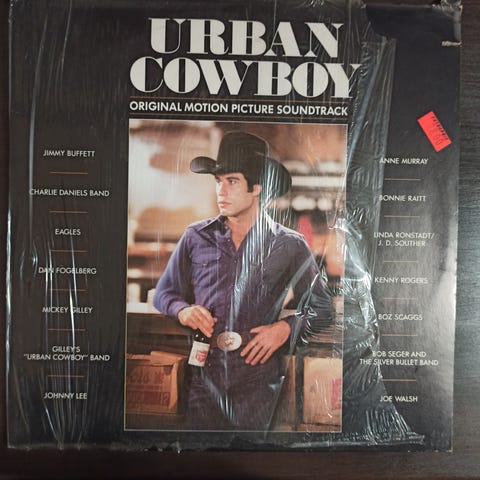 URBAN
COWBOY
ORIGINAL MOTION PICTURE SOUNDTRACK
JIMMY BUFFETT
CHARLIE DANIELS BAND
EAGLES
DAN FOGELBERG
MICKEY GILLEY
GILLEY'S
"URBAN COWBOY" BAND
JOHNNY LEE
ANNE MURRAY
BONNIE RAITT
LINDA RONSTADT/
J. D. SOUTHER
KENNY ROGERS
BOZ SCAGGS
BOB SEGER AND
THE SILVER BULLET BAND
JOE WALSH